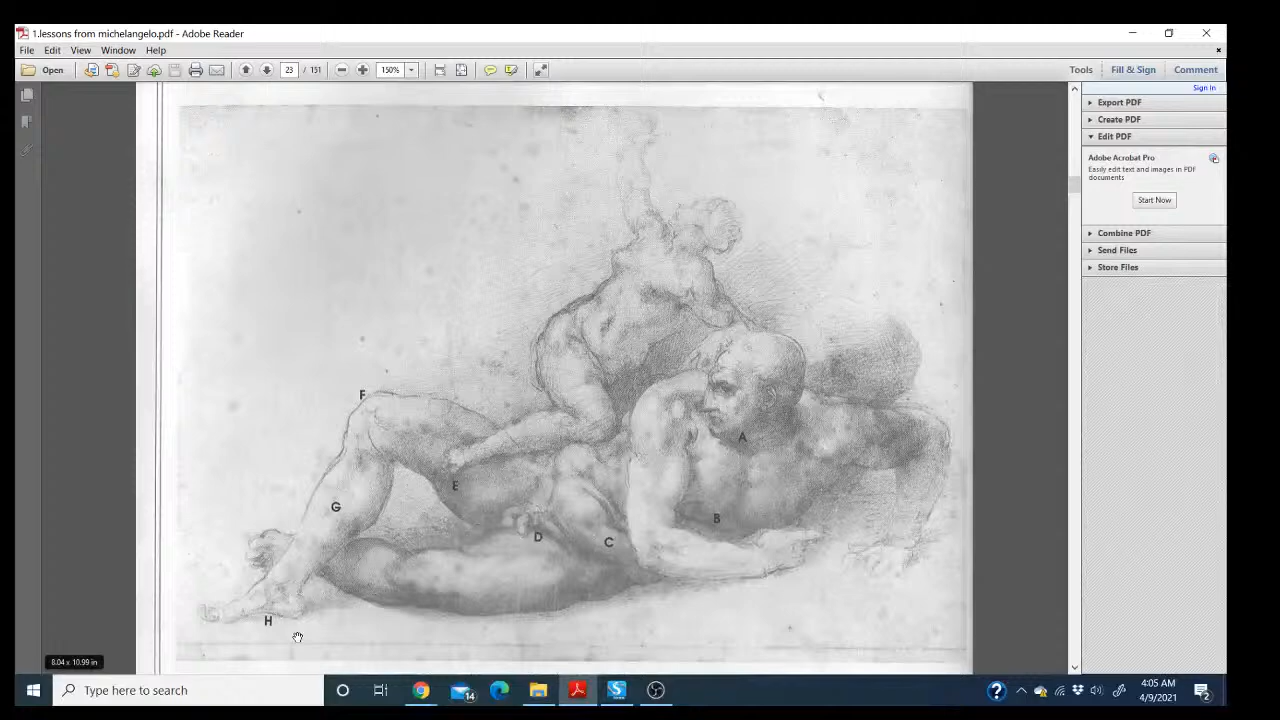 1.lessons from michelangelo.pdf - Adobe Reader
File Edit View Window Help
Open 23 / 151 150% Tools Fill & Sign Comment
Sign In
Export PDF
Create PDF
Edit PDF
Adobe Acrobat Pro
Easily edit text and images in PDF
documents
Start Now
Combine PDF
Send Files
Store Files
F
A
E
G
B
D
C
H
8.04 x 10.99 in
Type here to search
14
4:05 AM
4/9/2021
2